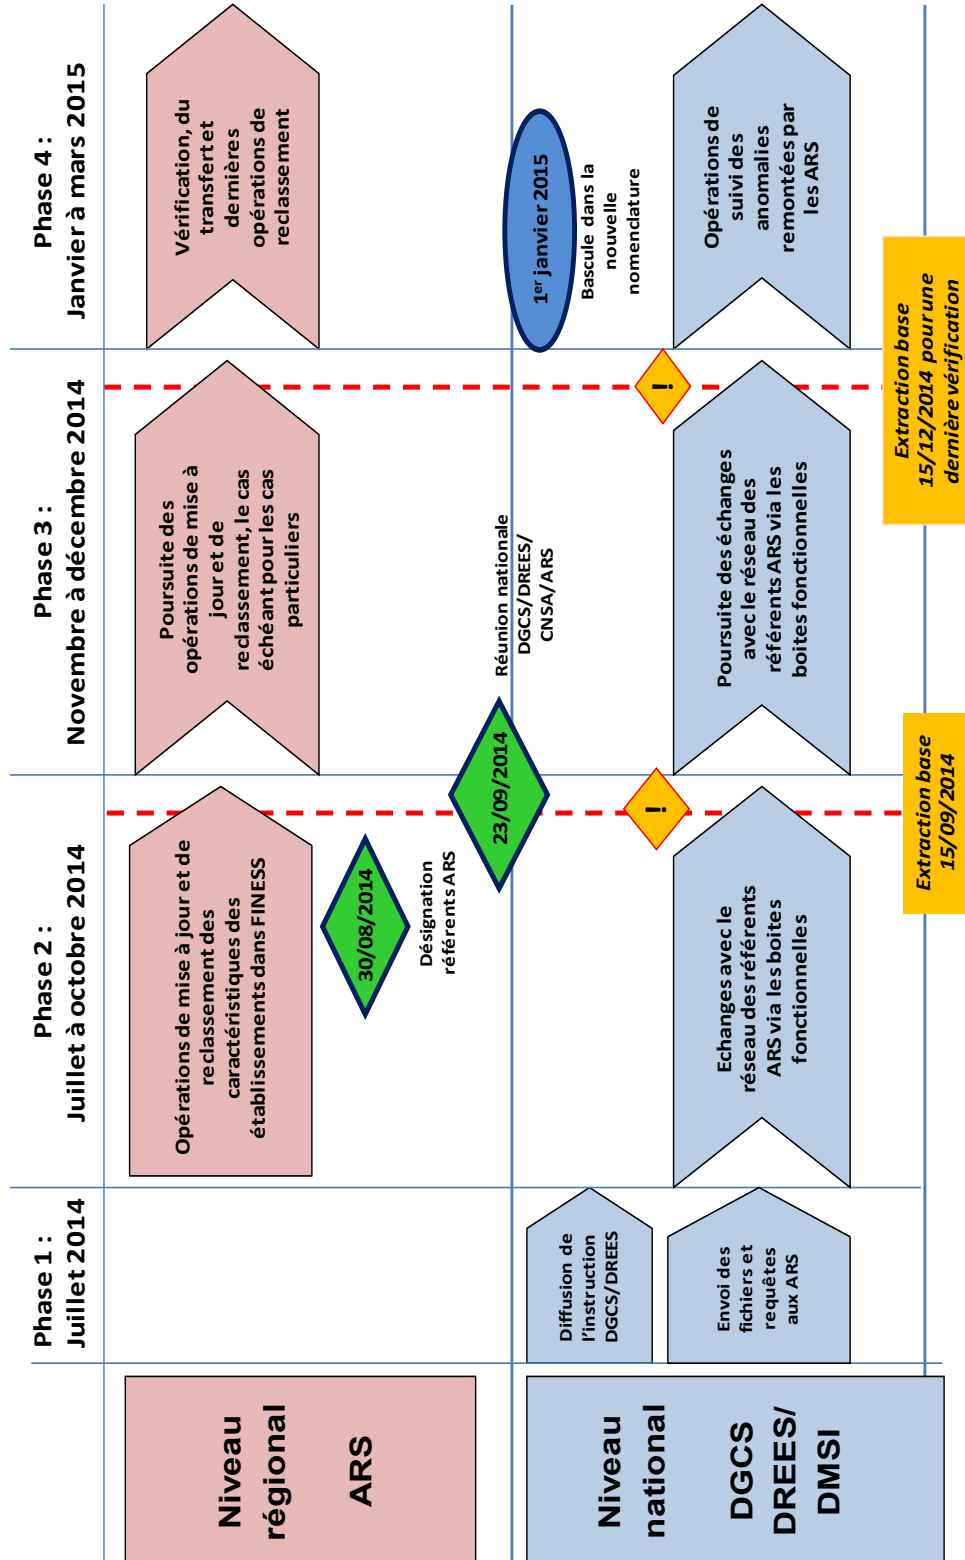 Phase 1 :
Juillet 2014
Phase 2 :
Juillet à octobre 2014
Phase 3 :
Novembre à décembre 2014
Phase 4 :
Janvier à mars 2015
Niveau
régional
ARS
Opérations de mise à jour et de
reclassement des
caractéristiques des
établissements dans FINESS
Poursuite des
opérations de mise à
jour et de
reclassement, le cas
échéant pour les cas
particuliers
Vérification, du
transfert et
dernières
opérations de
reclassement
30/08/2014
Désignation
référents ARS
23/09/2014
Réunion nationale
DGCS/DREES/
CNSA/ARS
1er janvier 2015
Bascule dans la
nouvelle
nomenclature
Niveau
national
DGCS
DREES/
DMSI
Diffusion de
l'instruction
DGCS/DREES
Envoi des
fichiers et
requêtes
aux ARS
Echanges avec le
réseau des référents
ARS via les boites
fonctionnelles
!
Poursuite des échanges
avec le réseau des
référents ARS via les
boites fonctionnelles
!
Opérations de
suivi des
anomalies
remontées par
les ARS
Extraction base
15/09/2014
Extraction base
15/12/2014 pour une
dernière vérification